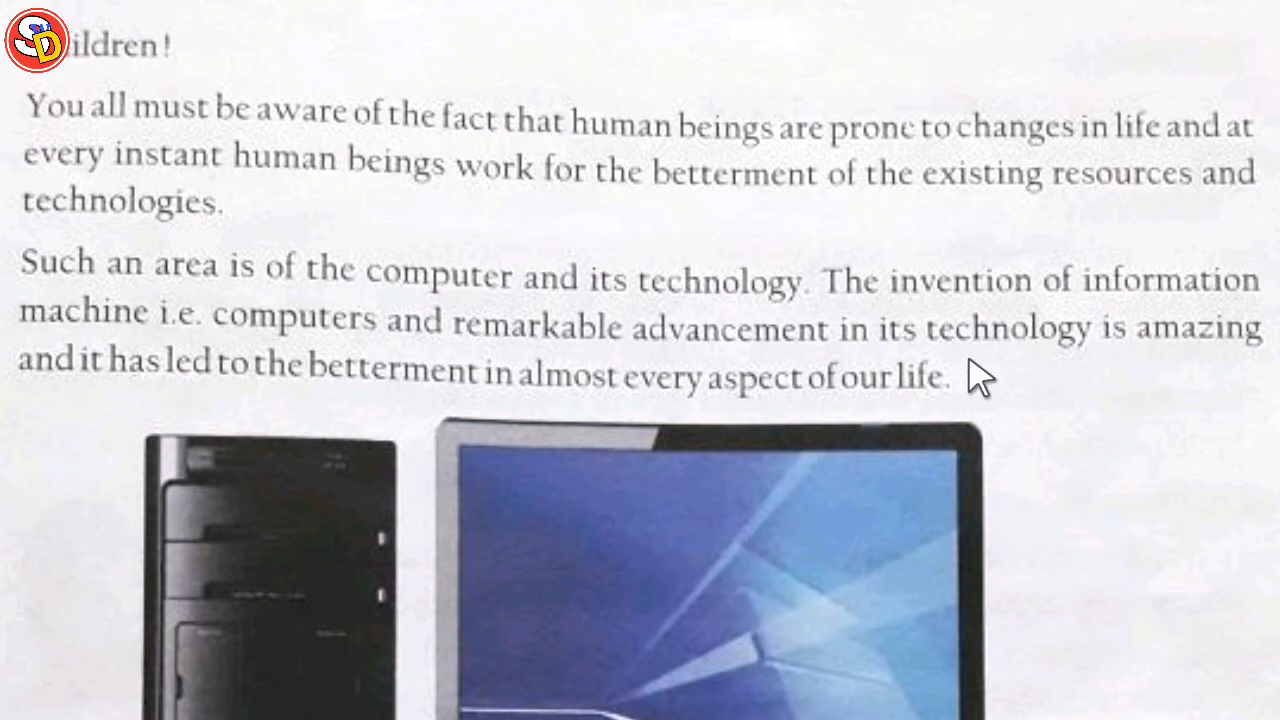 SD
ildren!
You all must be aware of the fact that human beings are prone to changes in life and at
every instant human beings work for the betterment of the existing resources and
technologies.
Such an area is of the computer and its technology. The invention of information
machine i.e. computers and remarkable advancement in its technology is amazing
and it has led to the betterment in almost every aspect of our life.